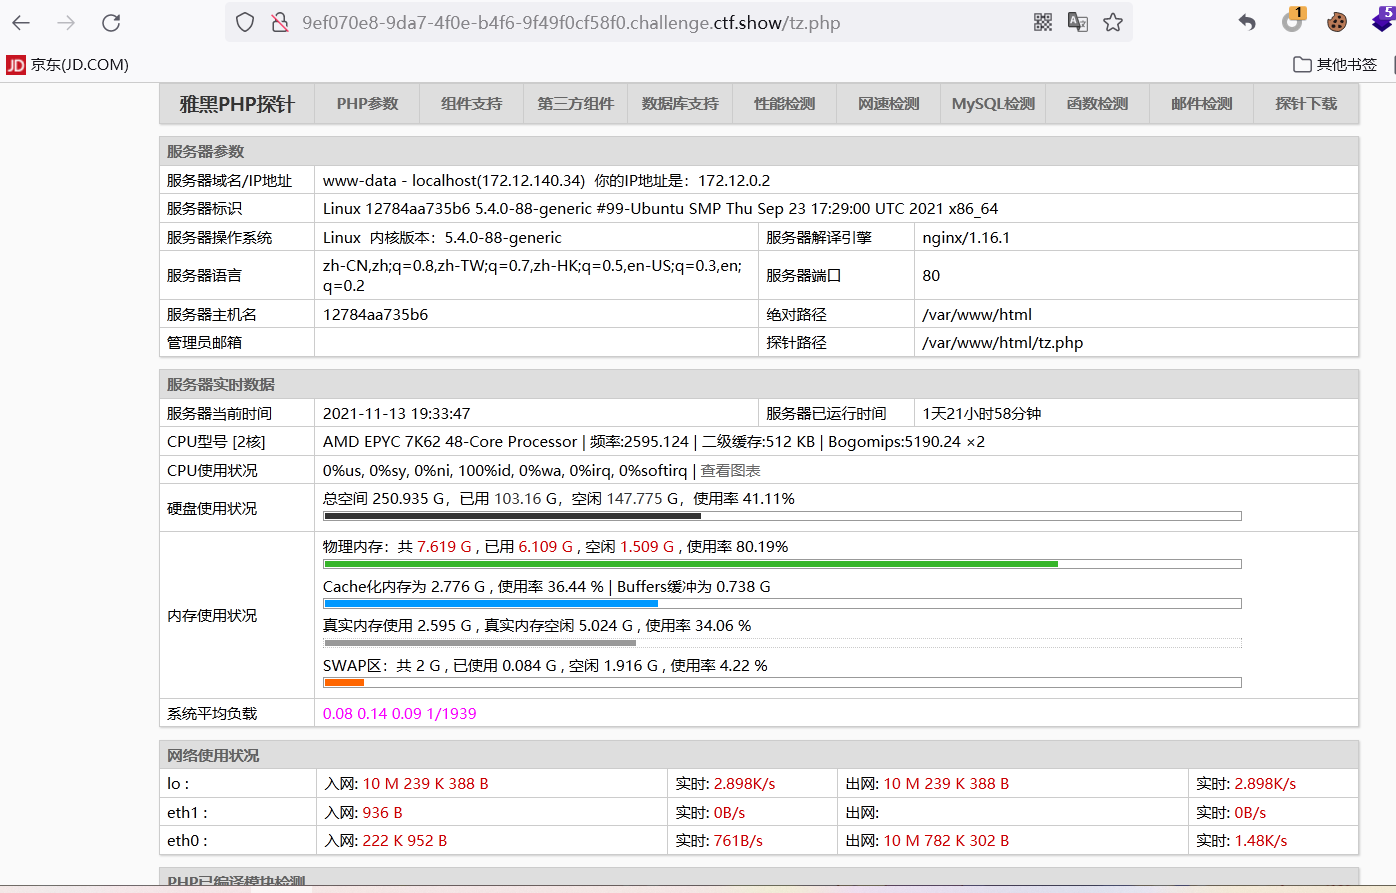 9ef070e8-9da7-4f0e-b4f6-9f49f0cf58f0.challenge.ctf.show/tz.php
1
5
JD 京东(JD.COM)
其他书签
雅黑PHP探针 PHP参数 组件支持 第三方组件 数据库支持 性能检测 网速检测 MySQL检测 函数检测 邮件检测 探针下载
服务器参数
服务器域名/IP地址 www-data - localhost(172.12.140.34) 你的IP地址是：172.12.0.2
服务器标识 Linux 12784aa735b6 5.4.0-88-generic #99-Ubuntu SMP Thu Sep 23 17:29:00 UTC 2021 x86_64
服务器操作系统 Linux 内核版本：5.4.0-88-generic 服务器解译引擎 nginx/1.16.1
服务器语言 zh-CN,zh;q=0.8,zh-TW;q=0.7,zh-HK;q=0.5,en-US;q=0.3,en;
q=0.2 服务器端口 80
服务器主机名 12784aa735b6 绝对路径 /var/www/html
管理员邮箱 探针路径 /var/www/html/tz.php
服务器实时数据
服务器当前时间 2021-11-13 19:33:47 服务器已运行时间 1天21小时58分钟
CPU型号 [2核] AMD EPYC 7K62 48-Core Processor | 频率:2595.124 | 二级缓存:512 KB | Bogomips:5190.24 ×2
CPU使用状况 0%us, 0%sy, 0%ni, 100%id, 0%wa, 0%irq, 0%softirq | 查看图表
硬盘使用状况 总空间 250.935 G，已用 103.16 G，空闲 147.775 G，使用率 41.11%
内存使用状况 物理内存：共 7.619 G , 已用 6.109 G , 空闲 1.509 G , 使用率 80.19%
Cache化内存为 2.776 G , 使用率 36.44 % | Buffers缓冲为 0.738 G
真实内存使用 2.595 G , 真实内存空闲 5.024 G , 使用率 34.06 %
SWAP区：共 2 G , 已使用 0.084 G , 空闲 1.916 G , 使用率 4.22 %
系统平均负载 0.08 0.14 0.09 1/1939
网络使用状况
lo : 入网: 10 M 239 K 388 B 实时: 2.898K/s 出网: 10 M 239 K 388 B 实时: 2.898K/s
eth1 : 入网: 936 B 实时: 0B/s 出网: 实时: 0B/s
eth0 : 入网: 222 K 952 B 实时: 761B/s 出网: 10 M 782 K 302 B 实时: 1.48K/s
PHP已编译模块检测